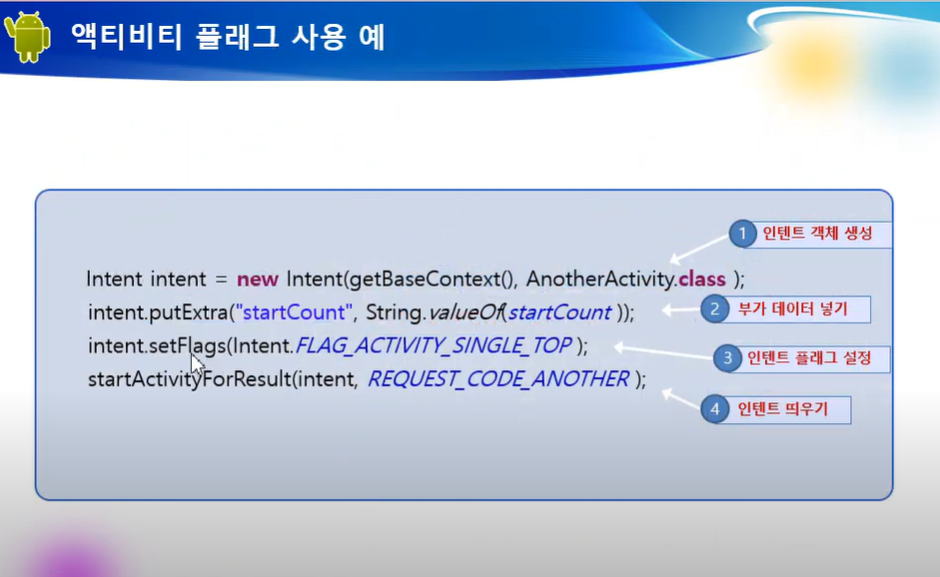 액티비티 플래그 사용 예
1 인텐트 객체 생성
Intent intent = new Intent(getBaseContext(), AnotherActivity.class );
intent.putExtra("startCount", String.valueOf(startCount ));
2 부가 데이터 넣기
intent.setFlags(Intent.FLAG_ACTIVITY_SINGLE_TOP );
3 인텐트 플래그 설정
startActivityForResult(intent, REQUEST_CODE_ANOTHER );
4 인텐트 띄우기